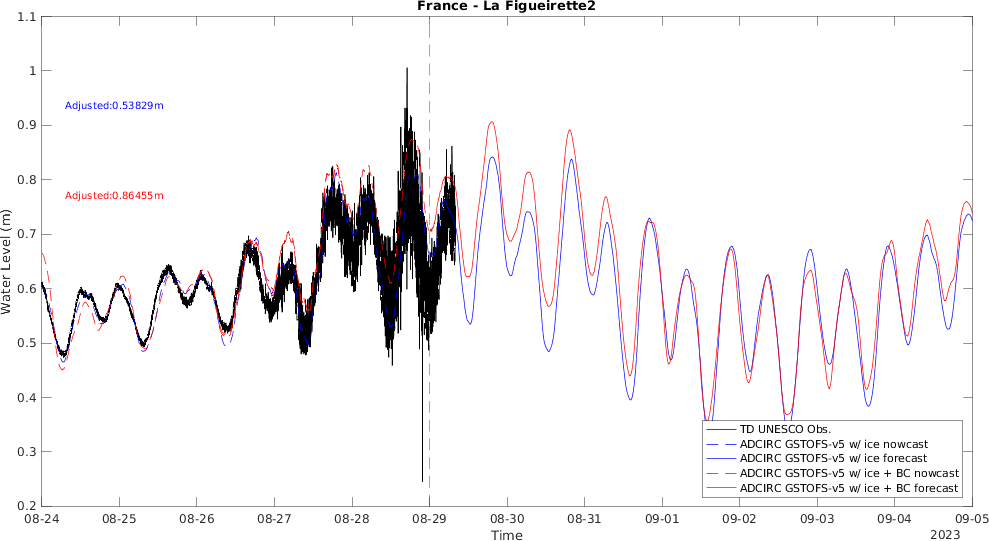 France - La Figueirette2
1.1
1
0.9
0.8
0.7
0.6
0.5
0.4
0.3
0.2
Water Level (m)
Adjusted:0.53829m
Adjusted:0.86455m
TD UNESCO Obs.
ADCIRC GSTOFS-v5 w/ ice nowcast
ADCIRC GSTOFS-v5 w/ ice forecast
ADCIRC GSTOFS-v5 w/ ice + BC nowcast
ADCIRC GSTOFS-v5 w/ ice + BC forecast
08-24 08-25 08-26 08-27 08-28 08-29 08-30 08-31 09-01 09-02 09-03 09-04 09-05
Time
2023